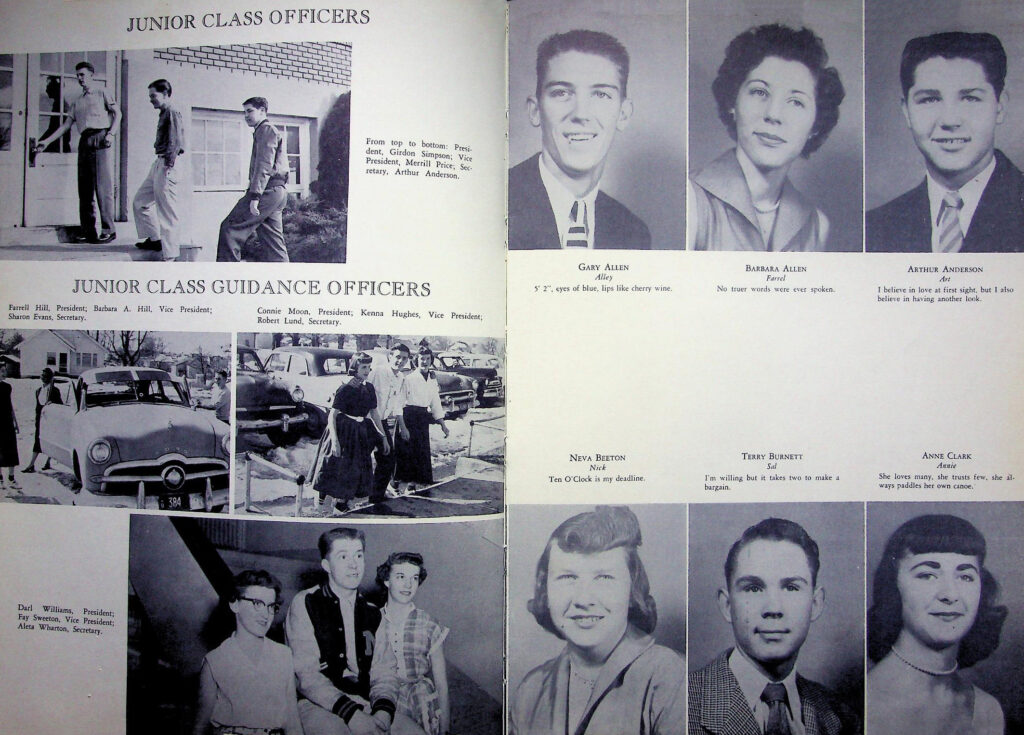 JUNIOR CLASS OFFICERS
From top to bottom: Presi-
dent, Girdon Simpson; Vice
President, Merrill Price; Sec-
retary, Arthur Anderson.
JUNIOR CLASS GUIDANCE OFFICERS
Farrell Hill, President; Barbara A. Hill, Vice President;
Sharon Evans, Secretary.
Connie Moon, President; Kenna Hughes, Vice President;
Robert Lund, Secretary.
384
N
Darl Williams, President;
Fay Sweeton, Vice President;
Aleta Wharton, Secretary.
GARY ALLEN
Alley
5' 2", eyes of blue, lips like cherry wine.
BARBARA ALLEN
Farrel
No truer words were ever spoken.
ARTHUR ANDERSON
Art
I believe in love at first sight, but I also
believe in having another look.
NEVA BEETON
Nick
Ten O'Clock is my deadline.
TERRY BURNETT
Sal
I'm willing but it takes two to make a
bargain.
ANNE CLARK
Annie
She loves many, she trusts few, she al-
ways paddles her own canoe.